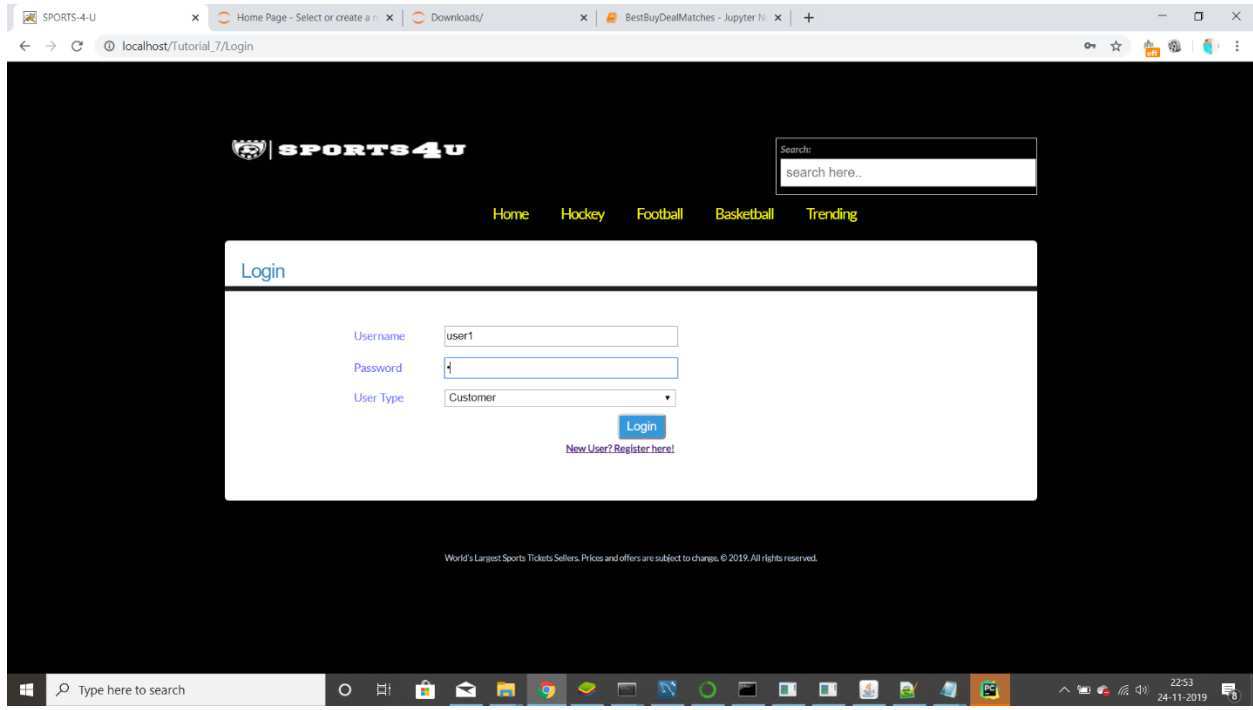 SPORTS-4-U
Home Page - Select or create a n
Downloads/
BestBuyDealMatches - Jupyter N
localhost/Tutorial_7/Login
off
SPORTS4U
Search:
search here..
Home Hockey Football Basketball Trending
Login
Username user1
Password •
User Type Customer
Login
New User? Register here!
World's Largest Sports Tickets Sellers. Prices and offers are subject to change. © 2019. All rights reserved.
Type here to search
PC
22:53
24-11-2019
8